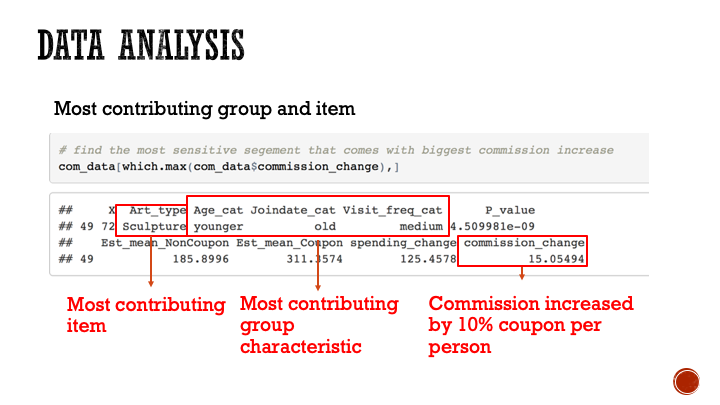 DATA ANALYSIS
Most contributing group and item
# find the most sensitive segement that comes with biggest commission increase
com_data[which.max(com_data$commission_change),]
## X Art_type Age_cat Joindate_cat Visit_freq_cat P_value
## 49 72 Sculpture younger old medium 4.509981e-09
## Est_mean_NonCoupon Est_mean_Coupon spending_change commission_change
## 49 185.8996 311.3574 125.4578 15.05494
Most contributing
item
Most contributing
group
characteristic
Commission increased
by 10% coupon per
person